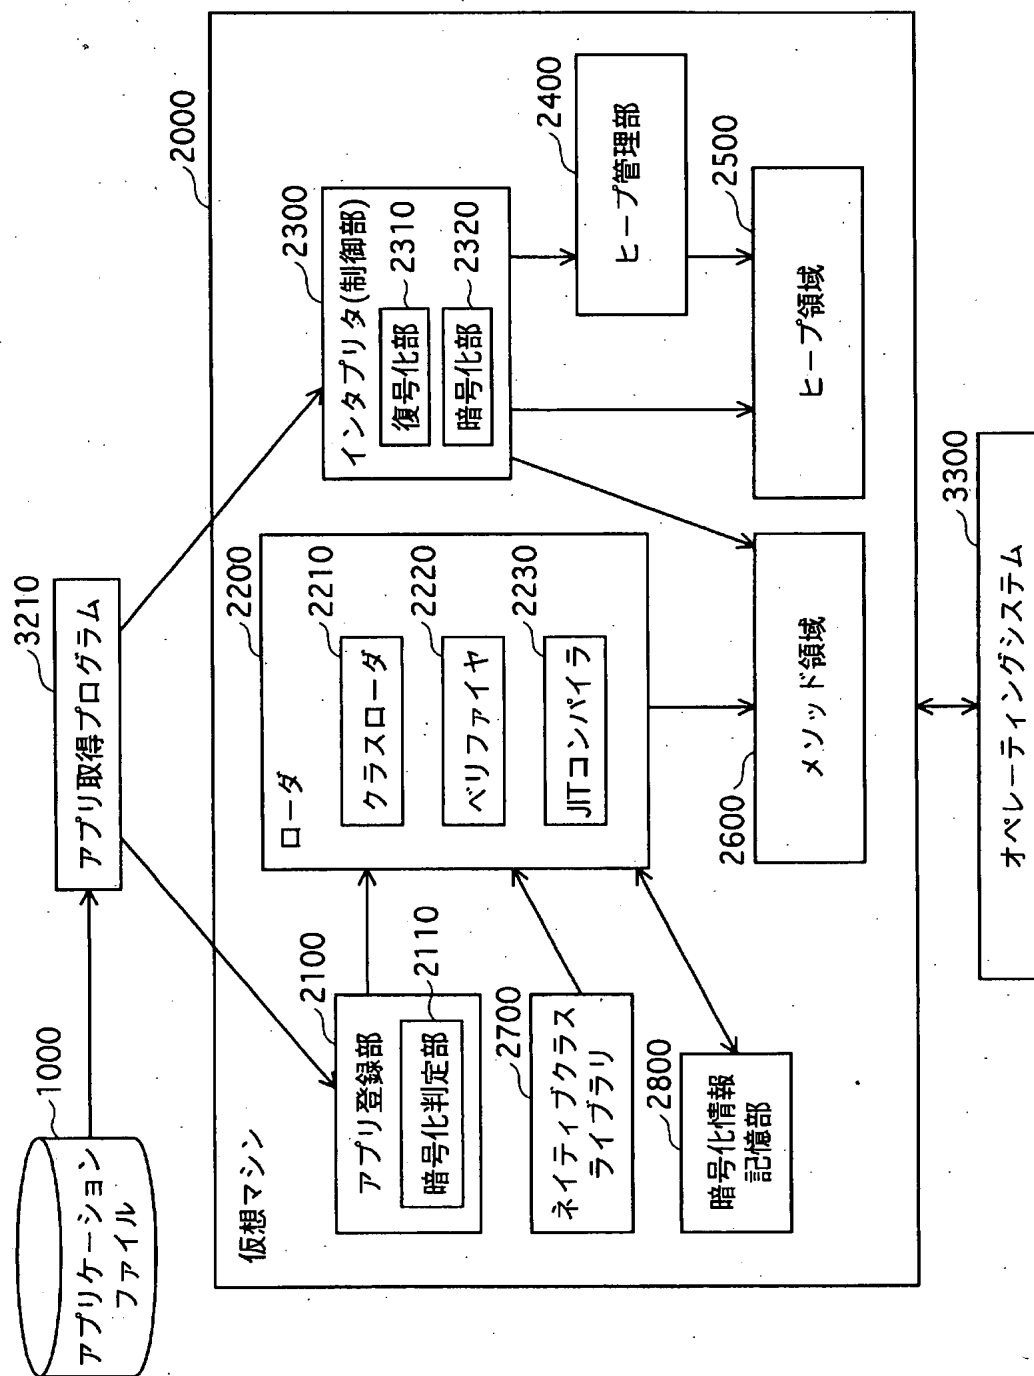 1000
アプリケーション
ファイル
3210
アプリ取得プログラム
2000
仮想マシン
2100
アプリ登録部
2110
暗号化判定部
2200
ローダ
2210
クラスローダ
2220
ベリファイヤ
2230
JITコンパイラ
2300
インタプリタ(制御部)
2310
復号化部
2320
暗号化部
2400
ヒープ管理部
2500
ヒープ領域
2700
ネイティブクラス
ライブラリ
2800
暗号化情報
記憶部
2600
メソッド領域
3300
オペレーティングシステム